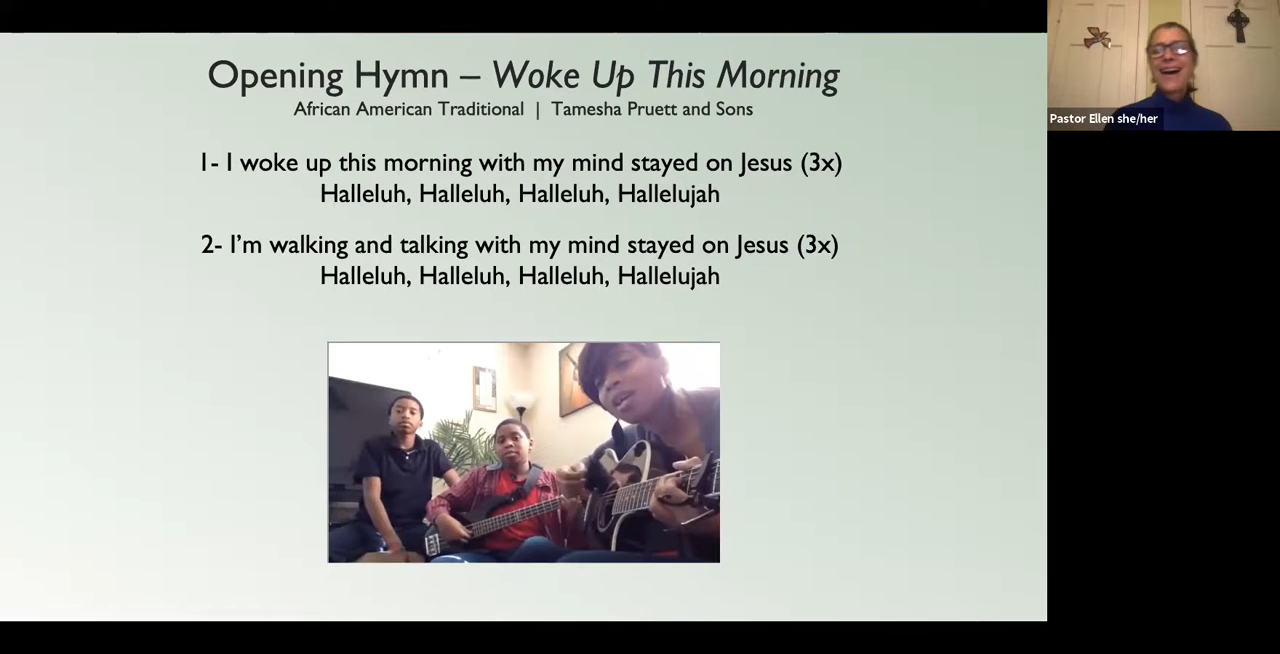 Opening Hymn – Woke Up This Morning
African American Traditional | Tamesha Pruett and Sons
1- I woke up this morning with my mind stayed on Jesus (3x)
Halleluh, Halleluh, Halleluh, Hallelujah
2- I’m walking and talking with my mind stayed on Jesus (3x)
Halleluh, Halleluh, Halleluh, Hallelujah
Pastor Ellen she/her